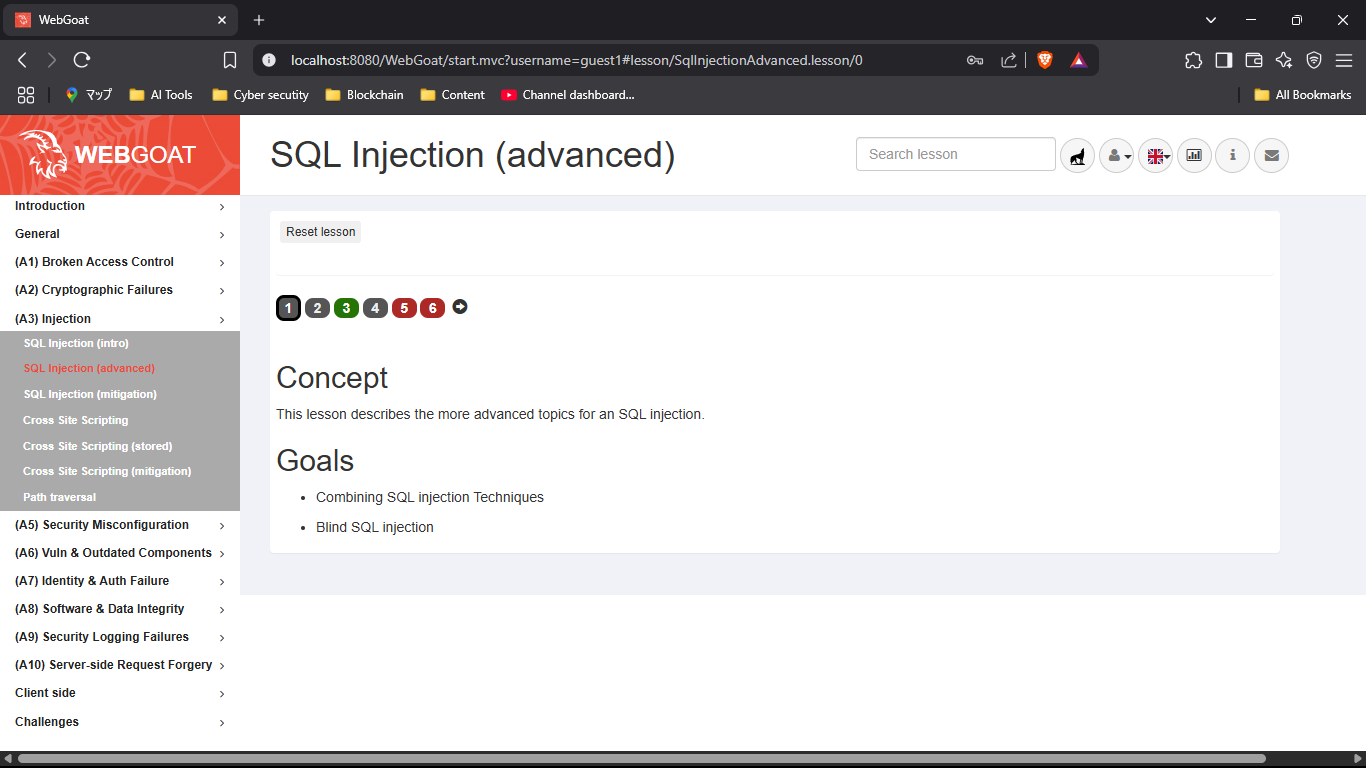 WebGoat
localhost:8080/WebGoat/start.mvc?username=guest1#lesson/SqlInjectionAdvanced.lesson/0
マップ AI Tools Cyber secutity Blockchain Content Channel dashboard... All Bookmarks
WEBGOAT
SQL Injection (advanced)
Search lesson
Introduction
General
(A1) Broken Access Control
(A2) Cryptographic Failures
(A3) Injection
SQL Injection (intro)
SQL Injection (advanced)
SQL Injection (mitigation)
Cross Site Scripting
Cross Site Scripting (stored)
Cross Site Scripting (mitigation)
Path traversal
(A5) Security Misconfiguration
(A6) Vuln & Outdated Components
(A7) Identity & Auth Failure
(A8) Software & Data Integrity
(A9) Security Logging Failures
(A10) Server-side Request Forgery
Client side
Challenges
Reset lesson
1 2 3 4 5 6
Concept
This lesson describes the more advanced topics for an SQL injection.
Goals
• Combining SQL injection Techniques
• Blind SQL injection